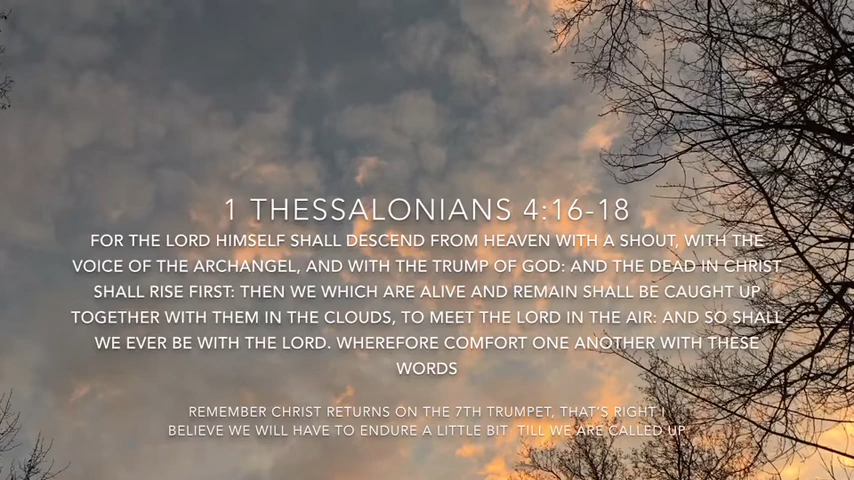 1 THESSALONIANS 4:16-18
FOR THE LORD HIMSELF SHALL DESCEND FROM HEAVEN WITH A SHOUT, WITH THE
VOICE OF THE ARCHANGEL, AND WITH THE TRUMP OF GOD: AND THE DEAD IN CHRIST
SHALL RISE FIRST: THEN WE WHICH ARE ALIVE AND REMAIN SHALL BE CAUGHT UP
TOGETHER WITH THEM IN THE CLOUDS, TO MEET THE LORD IN THE AIR: AND SO SHALL
WE EVER BE WITH THE LORD. WHEREFORE COMFORT ONE ANOTHER WITH THESE
WORDS
REMEMBER CHRIST RETURNS ON THE 7TH TRUMPET, THAT'S RIGHT I
BELIEVE WE WILL HAVE TO ENDURE A LITTLE BIT TILL WE ARE CALLED UP